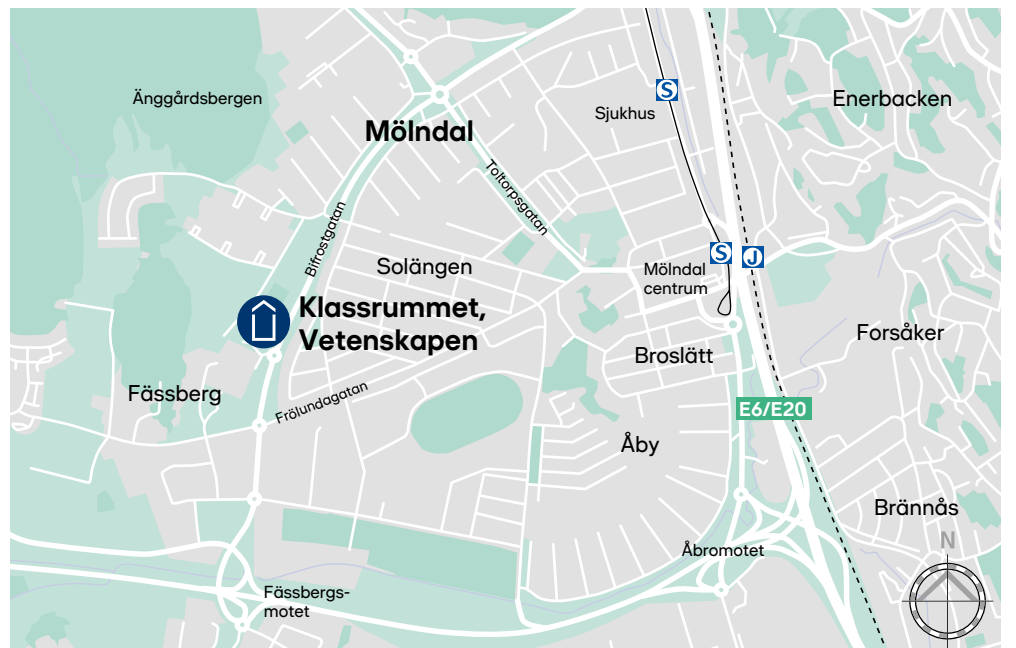 Änggårdsbergen
Sjukhus
S
Enerbacken
Mölndal
Toltorpsgatan
Bifrostgatan
Solängen
S
J
Mölndal
centrum
Klassrummet,
Vetenskapen
Forsåker
Broslätt
Fässberg
Frölundagatan
E6/E20
Åby
Brännås
N
Åbromotet
Fässbergs-
motet